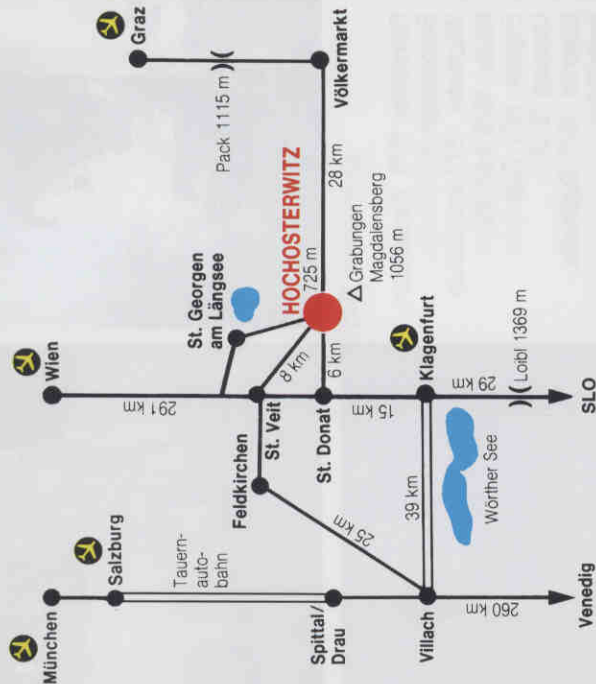 München
Salzburg
Tauern-
auto-
bahn
Spittal/
Drau
Villach
260 km
Venedig
Wien
291 km
Feldkirchen
St. Veit
8 km
St. Georgen
am Längsee
HOCHOSTERWITZ
725 m
6 km
St. Donat
15 km
25 km
39 km
Klagenfurt
Wörther See
29 km
Loibl 1369 m
SLO
Grabungen
Magdalensberg
1056 m
28 km
Völkermarkt
Pack 1115 m
Graz